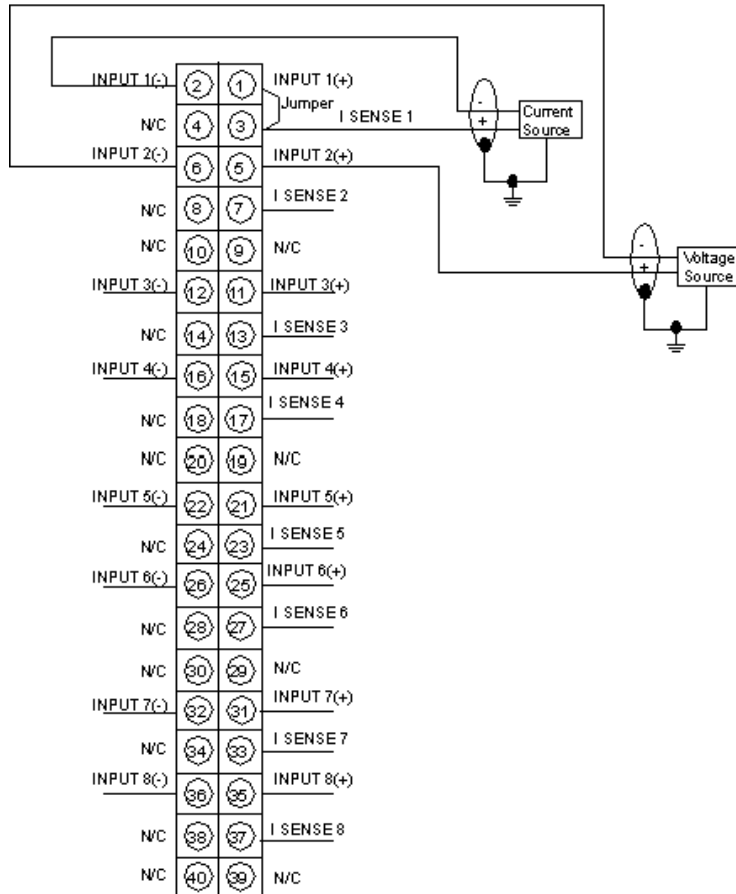 INPUT 1(-) 2 1 INPUT 1(+)
Jumper
N/C 4 3 I SENSE 1
INPUT 2(-) 6 5 INPUT 2(+)
N/C 8 7 I SENSE 2
N/C 10 9 N/C
INPUT 3(-) 12 11 INPUT 3(+)
N/C 14 13 I SENSE 3
INPUT 4(-) 16 15 INPUT 4(+)
N/C 18 17 I SENSE 4
N/C 20 19 N/C
INPUT 5(-) 22 21 INPUT 5(+)
N/C 24 23 I SENSE 5
INPUT 6(-) 26 25 INPUT 6(+)
N/C 28 27 I SENSE 6
N/C 30 29 N/C
INPUT 7(-) 32 31 INPUT 7(+)
N/C 34 33 I SENSE 7
INPUT 8(-) 36 35 INPUT 8(+)
N/C 38 37 I SENSE 8
N/C 40 39 N/C
-
+
Current
Source
-
+
Voltage
Source